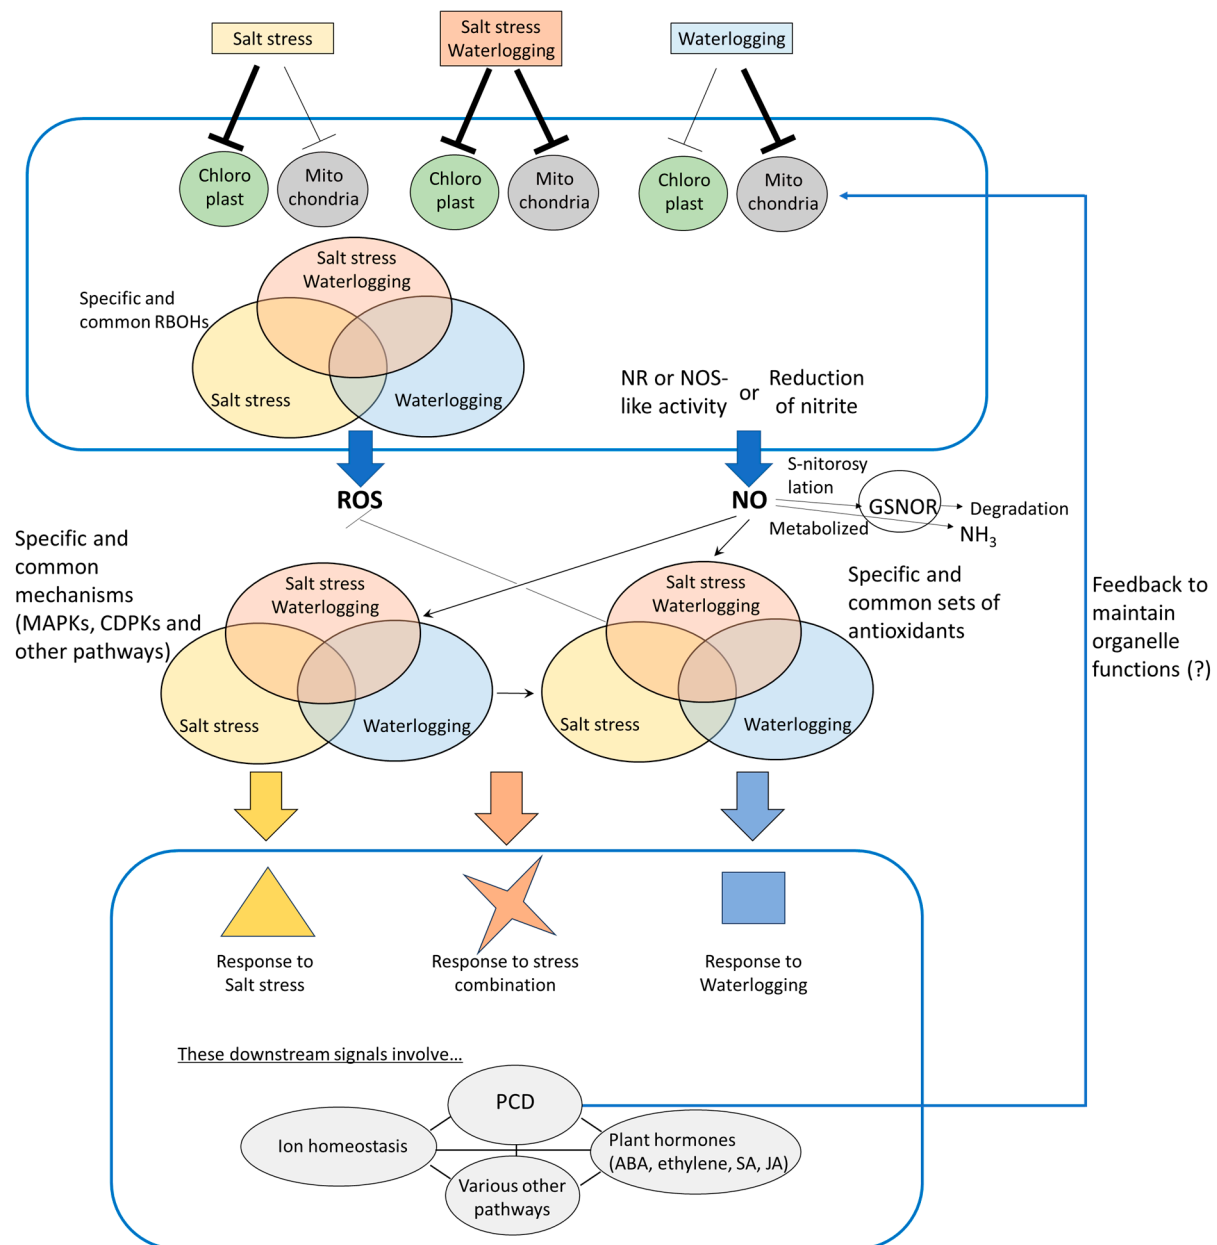 Salt stress
Salt stress
Waterlogging
Waterlogging
Chloro
plast
Mito
chondria
Chloro
plast
Mito
chondria
Chloro
plast
Mito
chondria
Salt stress
Waterlogging
Specific and
common RBOHs
Salt stress
Waterlogging
NR or NOS-
like activity
or
Reduction
of nitrite
ROS
NO
S-nitrosy
lation
GSNOR
Degradation
Metabolized
NH3
Specific and
common
mechanisms
(MAPKs, CDPKs and
other pathways)
Salt stress
Waterlogging
Salt stress
Waterlogging
Salt stress
Waterlogging
Salt stress
Waterlogging
Specific and
common sets of
antioxidants
Feedback to
maintain
organelle
functions (?)
Response to
Salt stress
Response to stress
combination
Response to
Waterlogging
These downstream signals involve...
PCD
Ion homeostasis
Plant hormones
(ABA, ethylene, SA, JA)
Various other
pathways